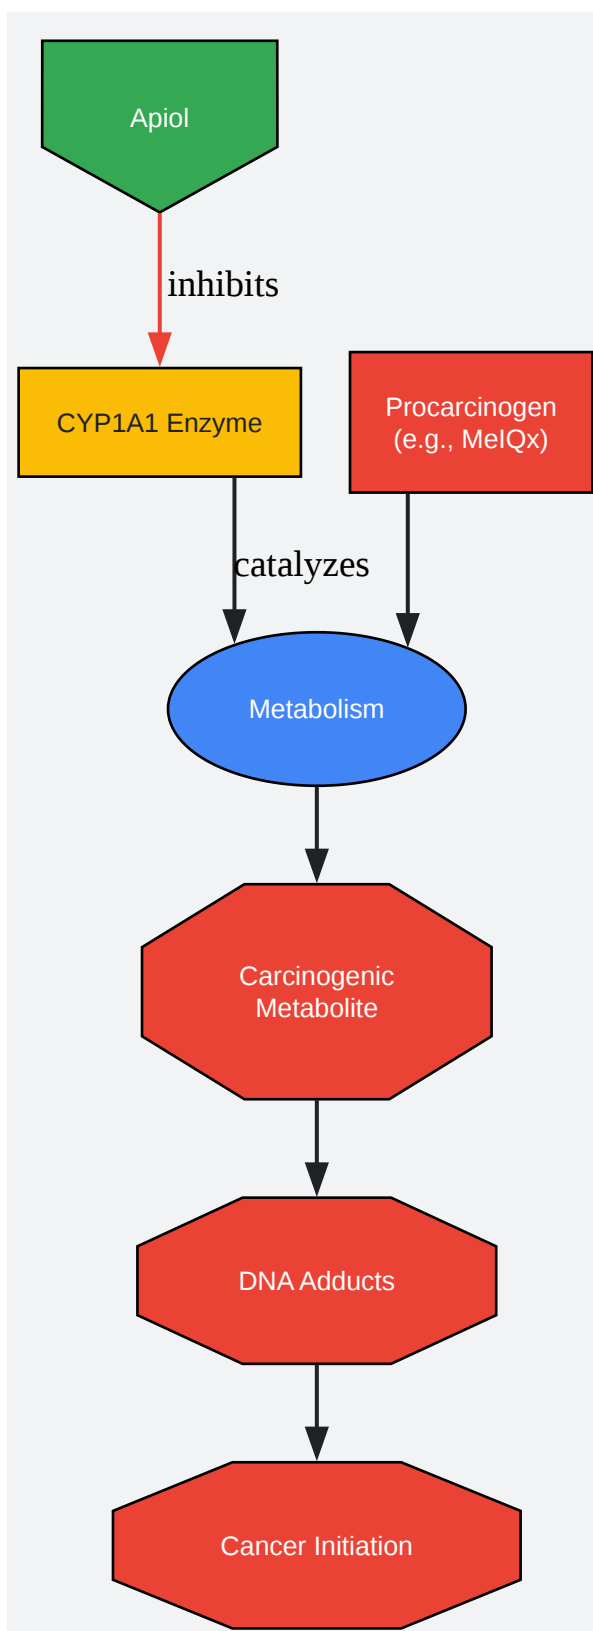 Apiol
inhibits
CYP1A1 Enzyme
Procarcinogen
(e.g., MeIQx)
catalyzes
Metabolism
Carcinogenic
Metabolite
DNA Adducts
Cancer Initiation